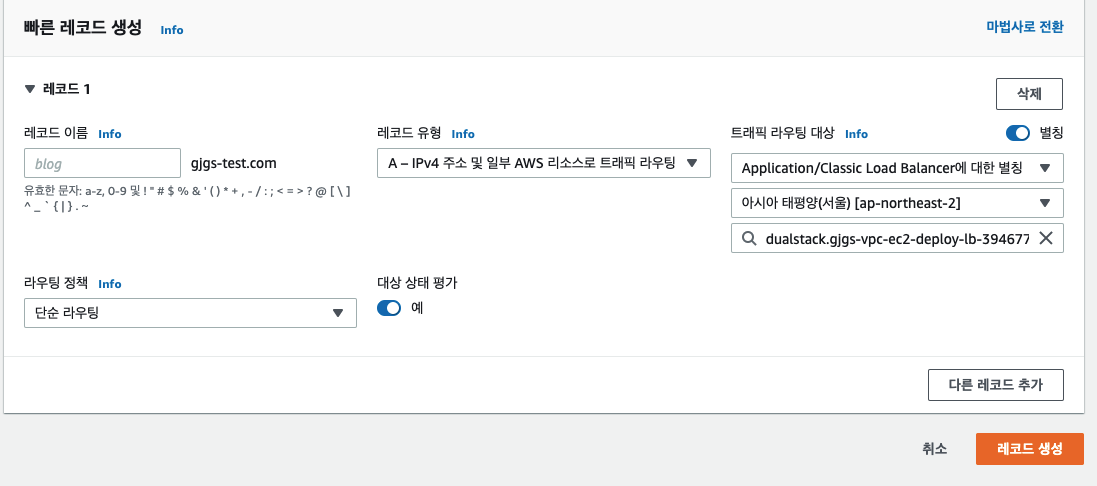 빠른 레코드 생성 Info
마법사로 전환
▼ 레코드 1
삭제
레코드 이름 Info
blog
gjgs-test.com
유효한 문자: a-z, 0-9 및 ! " # $ % & ' ( ) * + , - / : ; < = > ? @ [ \ ]
^ _ ` { | } . ~
레코드 유형 Info
A – IPv4 주소 및 일부 AWS 리소스로 트래픽 라우팅
트래픽 라우팅 대상 Info
별칭
Application/Classic Load Balancer에 대한 별칭
아시아 태평양(서울) [ap-northeast-2]
dualstack.gjgs-vpc-ec2-deploy-lb-394677
라우팅 정책 Info
단순 라우팅
대상 상태 평가
예
다른 레코드 추가
취소
레코드 생성